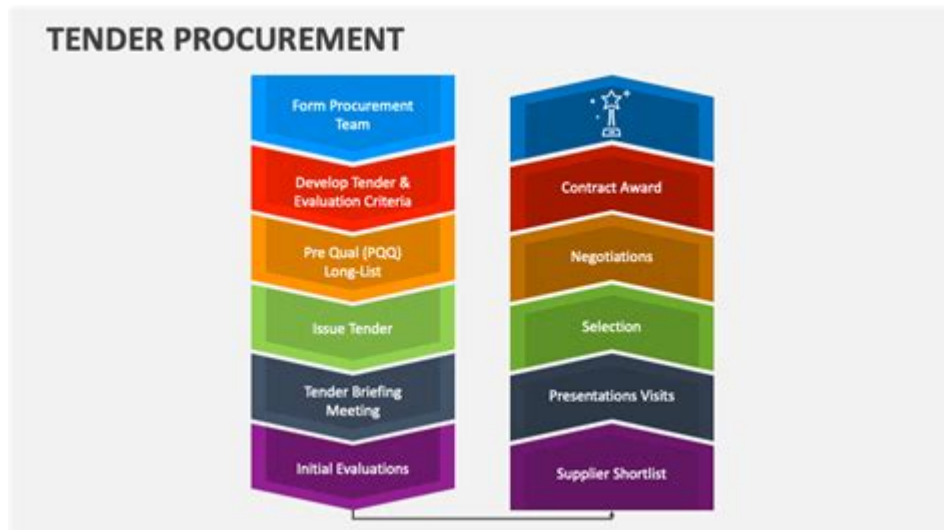 TENDER PROCUREMENT
Form Procurement
Team
Develop Tender &
Evaluation Criteria
Pre Qual (PQQ)
Long-List
Issue Tender
Tender Briefing
Meeting
Initial Evaluations
Supplier Shortlist
Presentations Visits
Selection
Negotiations
Contract Award